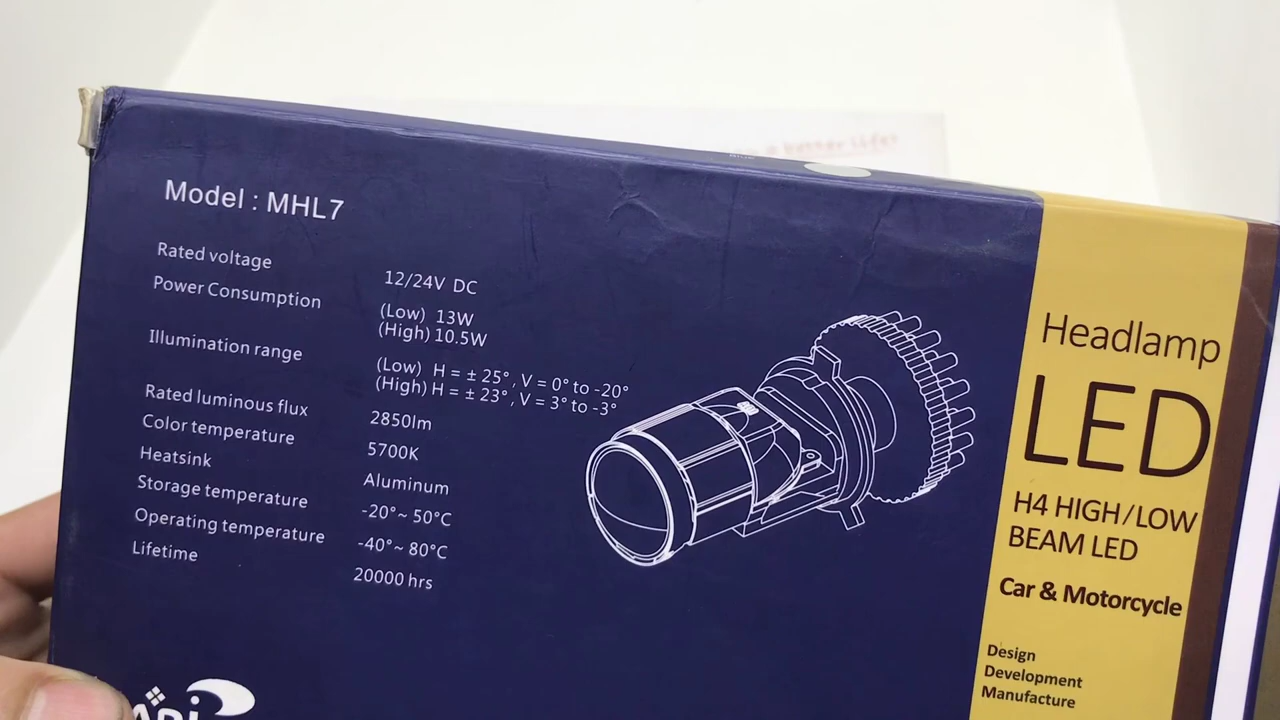 a better life!
Model : MHL7
Rated voltage 12/24V DC
Power Consumption (Low) 13W
(High) 10.5W
Illumination range (Low) H = ± 25° , V = 0° to -20°
(High) H = ± 23° , V = 3° to -3°
Rated luminous flux 2850lm
Color temperature 5700K
Heatsink Aluminum
Storage temperature -20°~ 50°C
Operating temperature -40°~ 80°C
Lifetime 20000 hrs
Headlamp
LED
H4 HIGH/LOW
BEAM LED
Car & Motorcycle
Design
Development
Manufacture